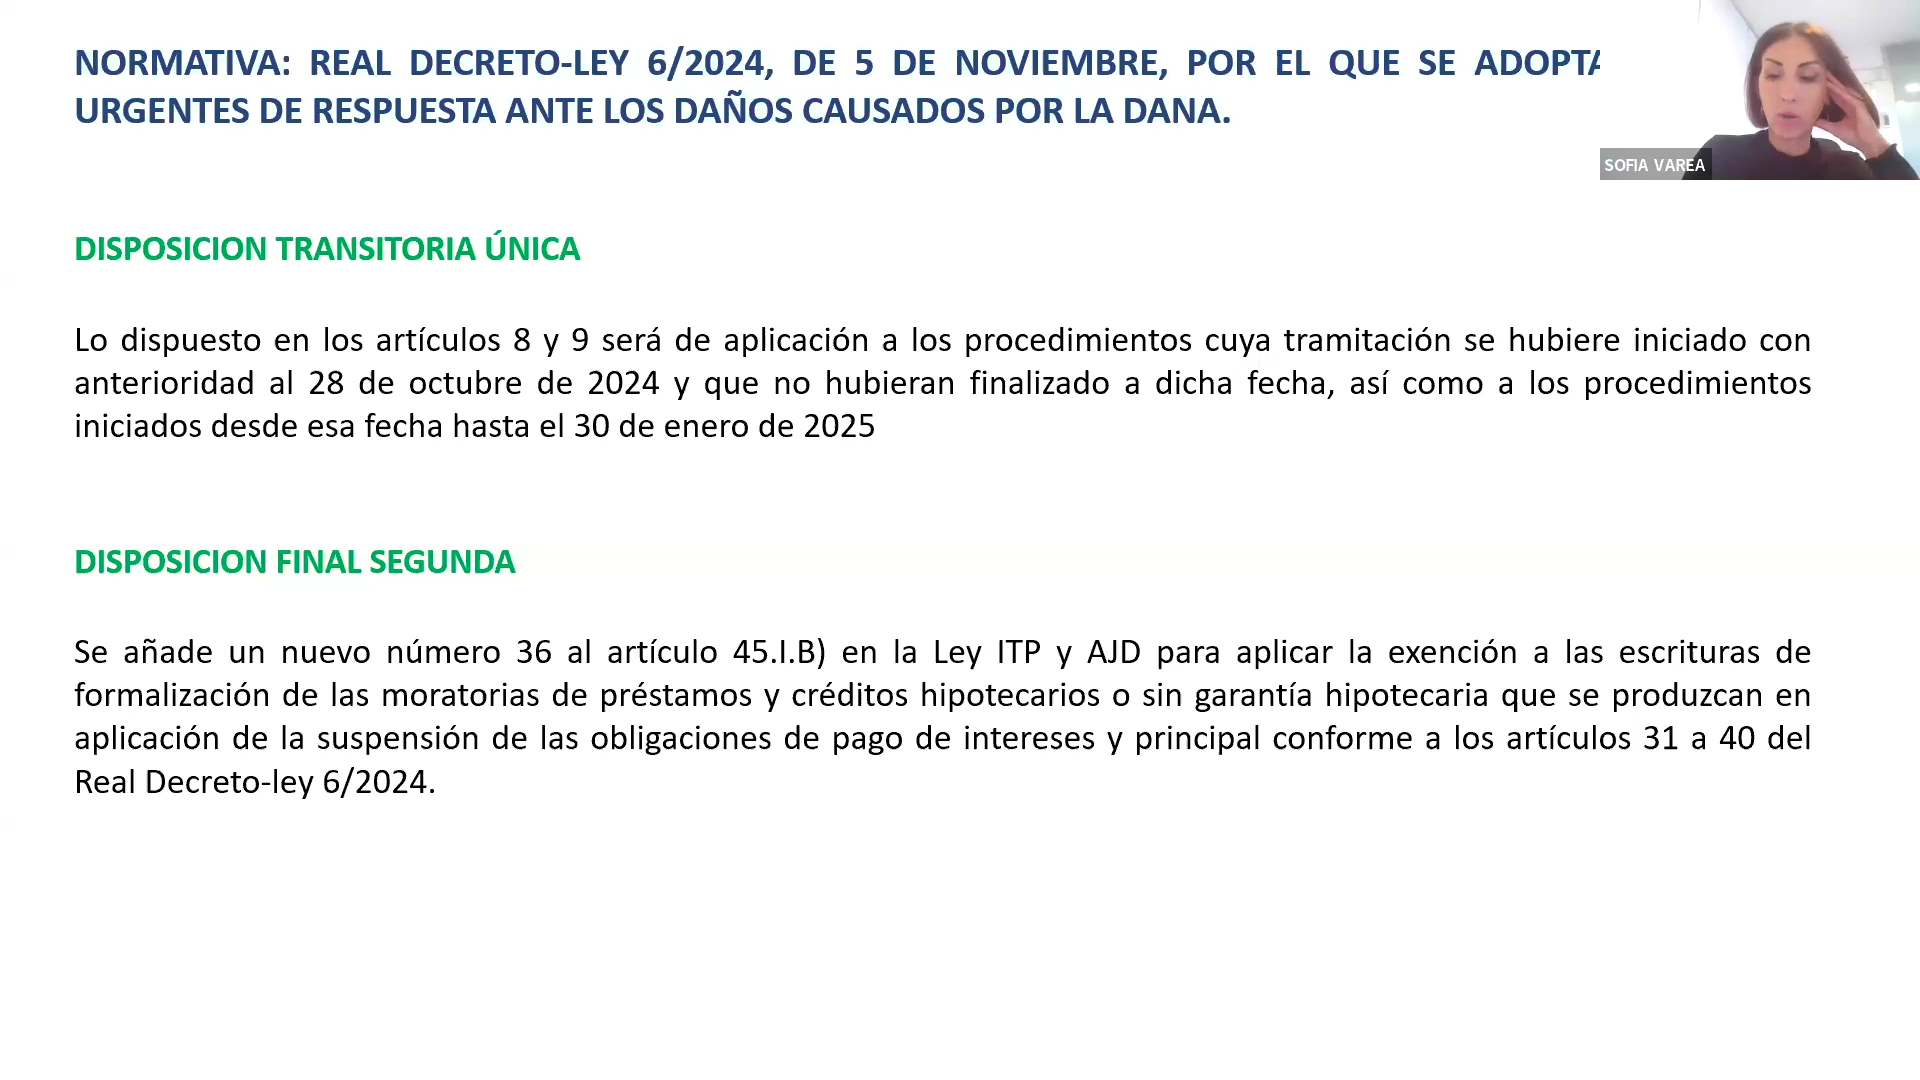 NORMATIVA: REAL DECRETO-LEY 6/2024, DE 5 DE NOVIEMBRE, POR EL QUE SE ADOPTA
URGENTES DE RESPUESTA ANTE LOS DAÑOS CAUSADOS POR LA DANA.
SOFIA VAREA
DISPOSICION TRANSITORIA ÚNICA
Lo dispuesto en los artículos 8 y 9 será de aplicación a los procedimientos cuya tramitación se hubiere iniciado con
anterioridad al 28 de octubre de 2024 y que no hubieran finalizado a dicha fecha, así como a los procedimientos
iniciados desde esa fecha hasta el 30 de enero de 2025
DISPOSICION FINAL SEGUNDA
Se añade un nuevo número 36 al artículo 45.I.B) en la Ley ITP y AJD para aplicar la exención a las escrituras de
formalización de las moratorias de préstamos y créditos hipotecarios o sin garantía hipotecaria que se produzcan en
aplicación de la suspensión de las obligaciones de pago de intereses y principal conforme a los artículos 31 a 40 del
Real Decreto-ley 6/2024.